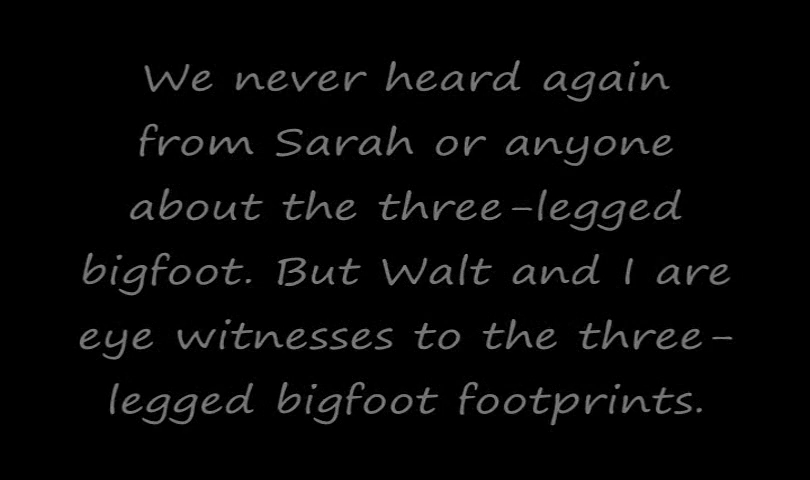 We never heard again
from Sarah or anyone
about the three-legged
bigfoot. But Walt and I are
eye witnesses to the three-
legged bigfoot footprints.